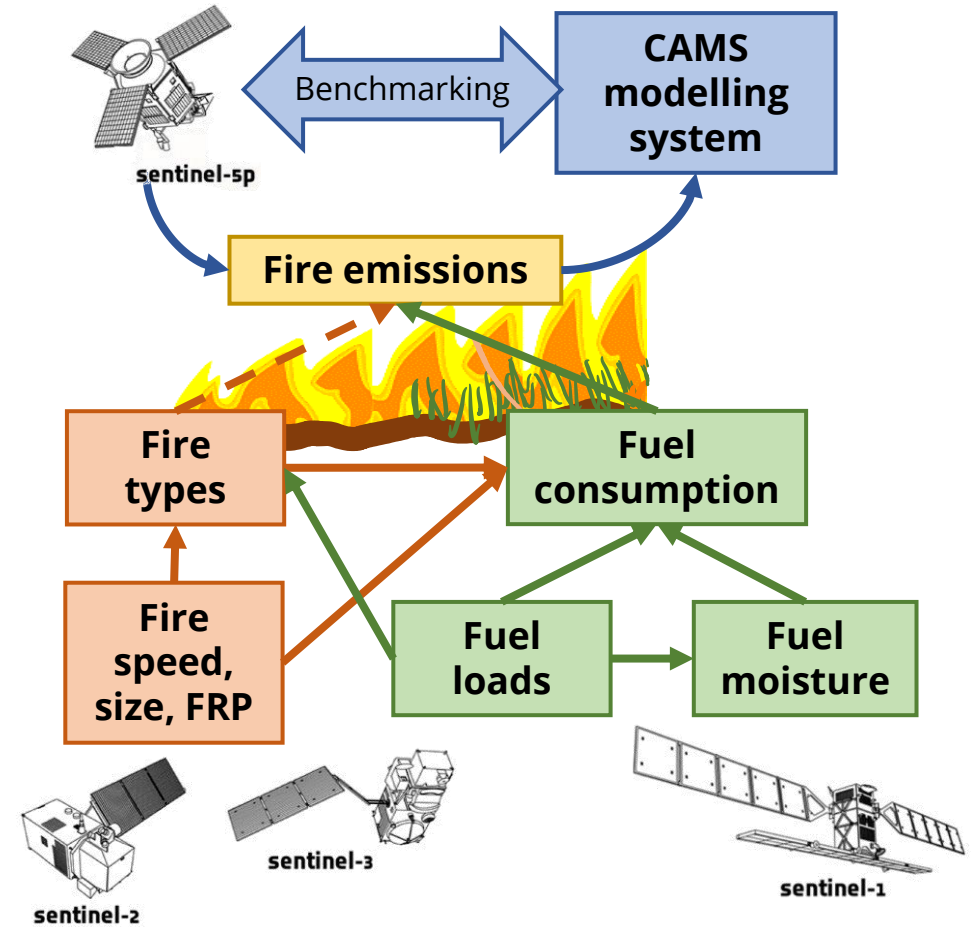 CAMS
modelling
system
Benchmarking
sentinel-5p
Fire emissions
Fire
types
Fuel
consumption
Fire
speed,
size, FRP
Fuel
loads
Fuel
moisture
sentinel-2
sentinel-3
sentinel-1